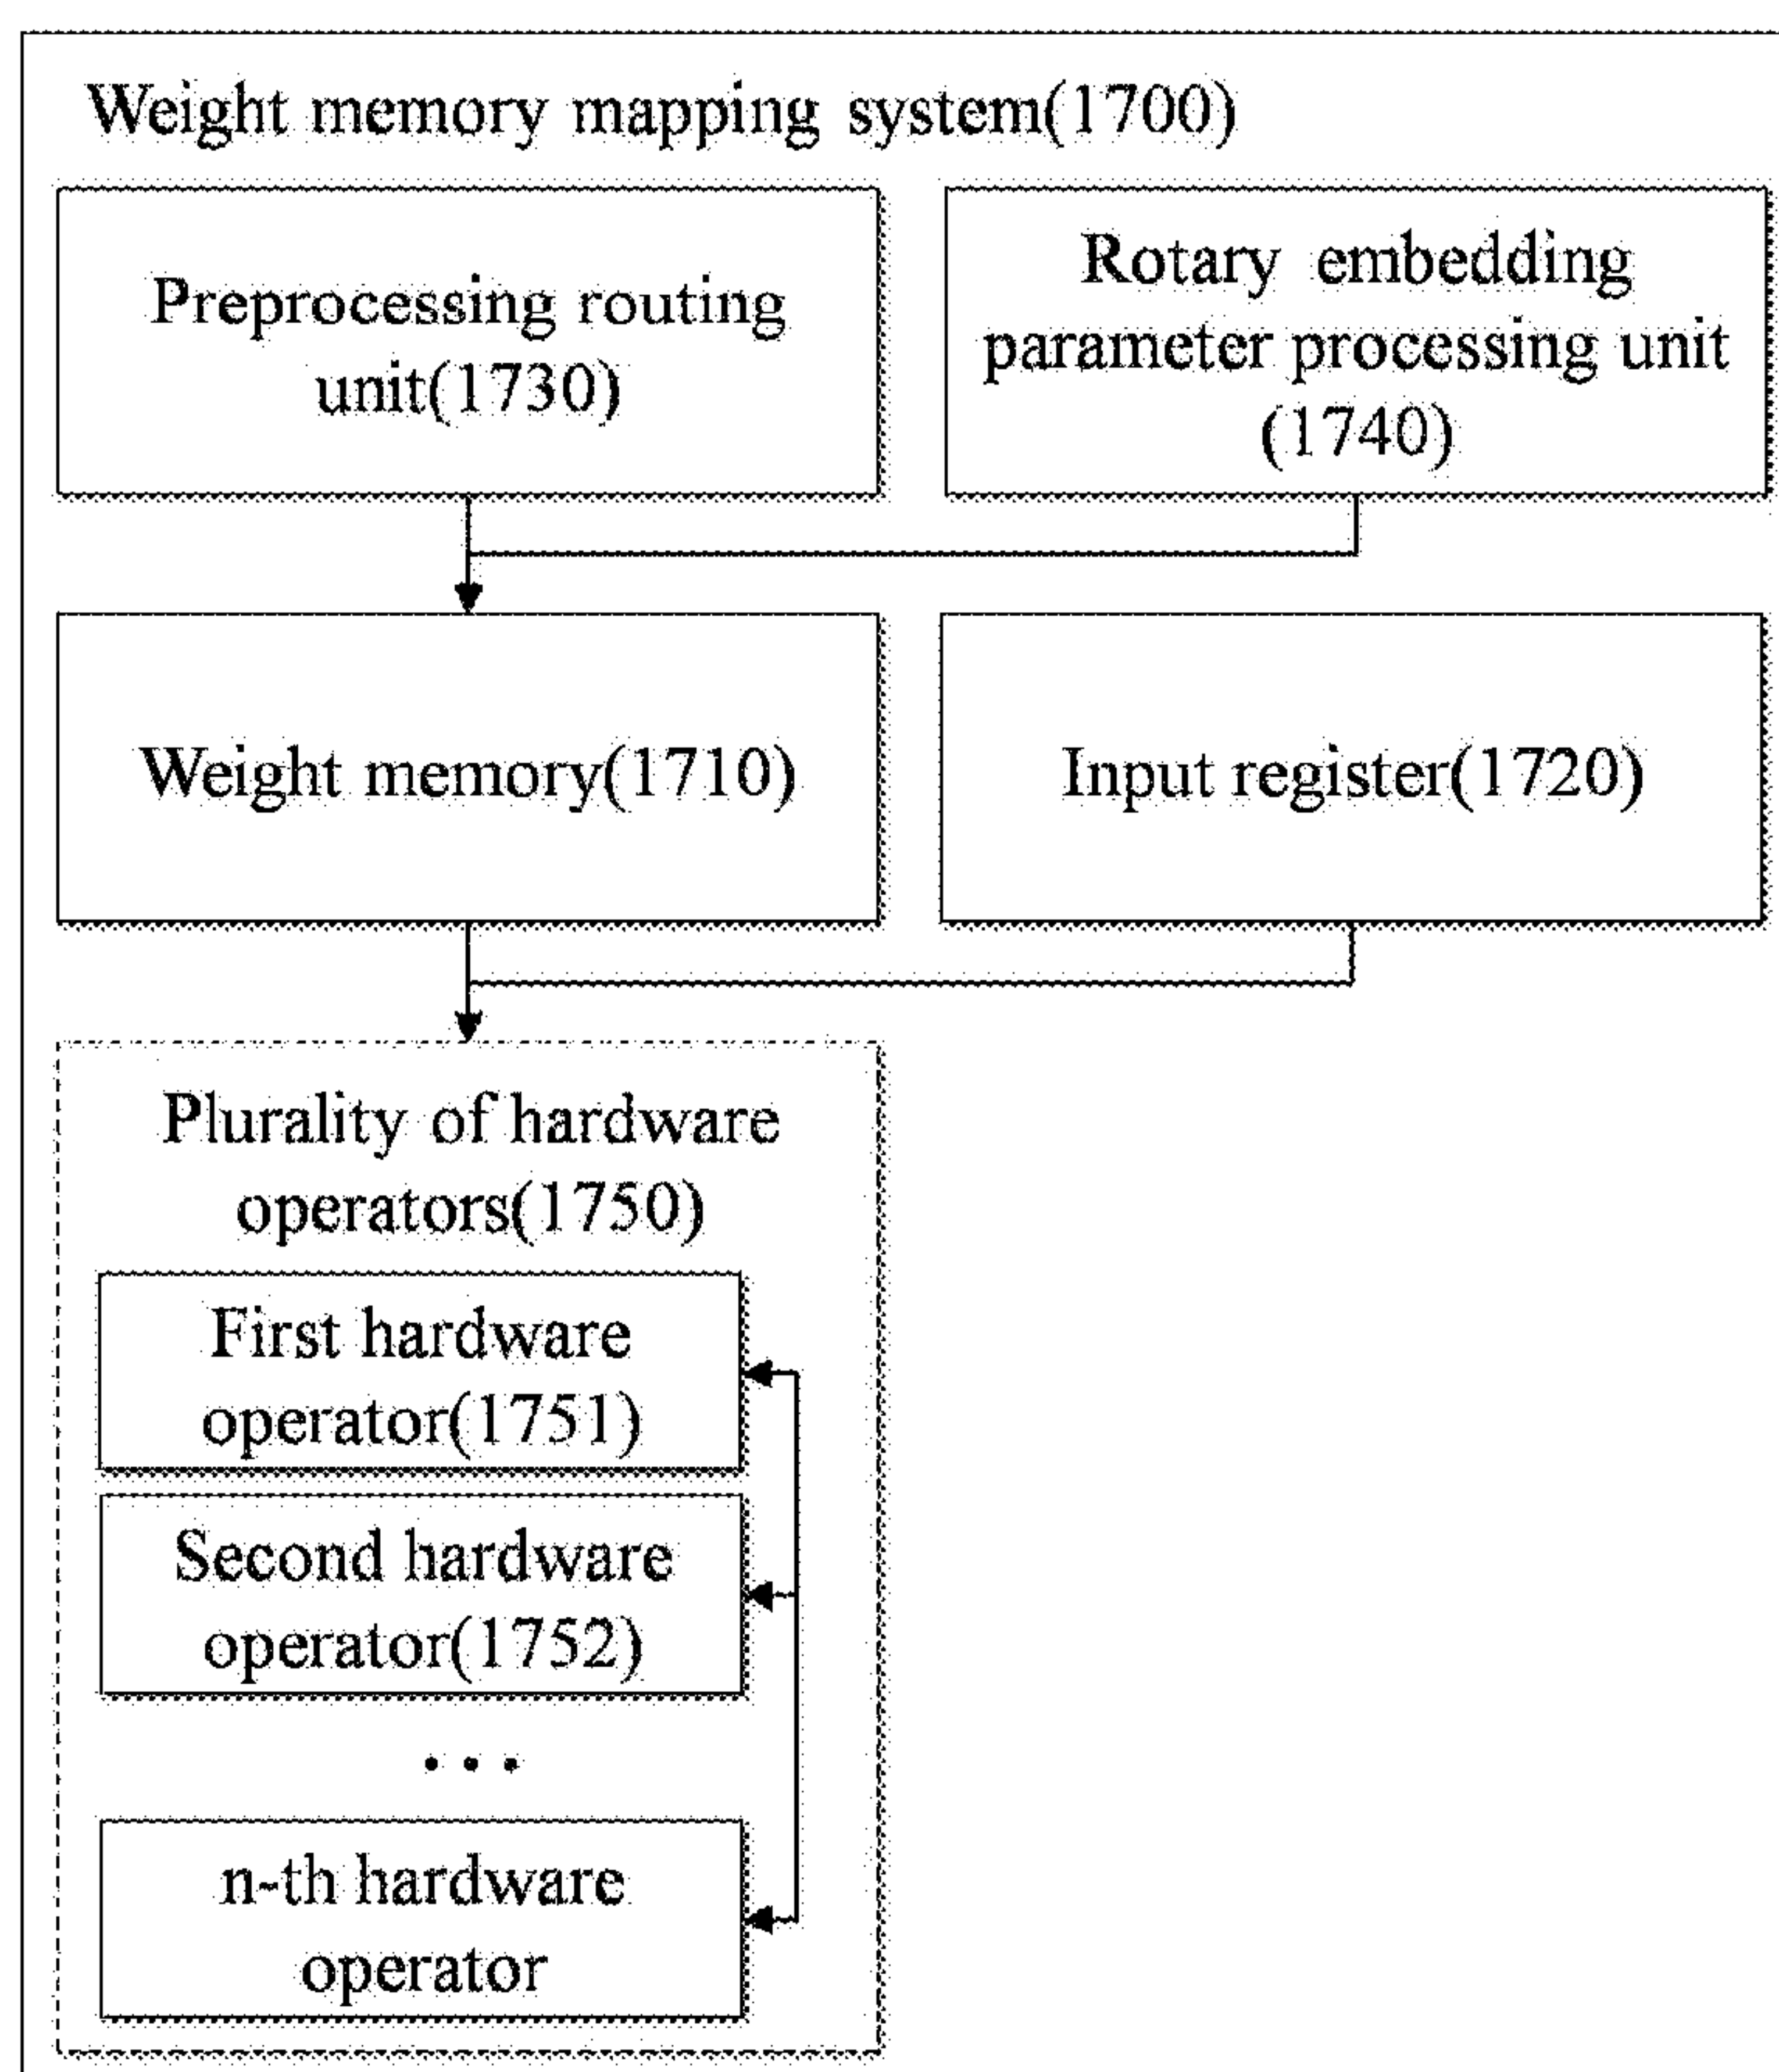 Weight memory mapping system(1700)
Preprocessing routing
unit(1730)
Rotary embedding
parameter processing unit
(1740)
Weight memory(1710)
Input register(1720)
Plurality of hardware
operators(1750)
First hardware
operator(1751)
Second hardware
operator(1752)
...
n-th hardware
operator